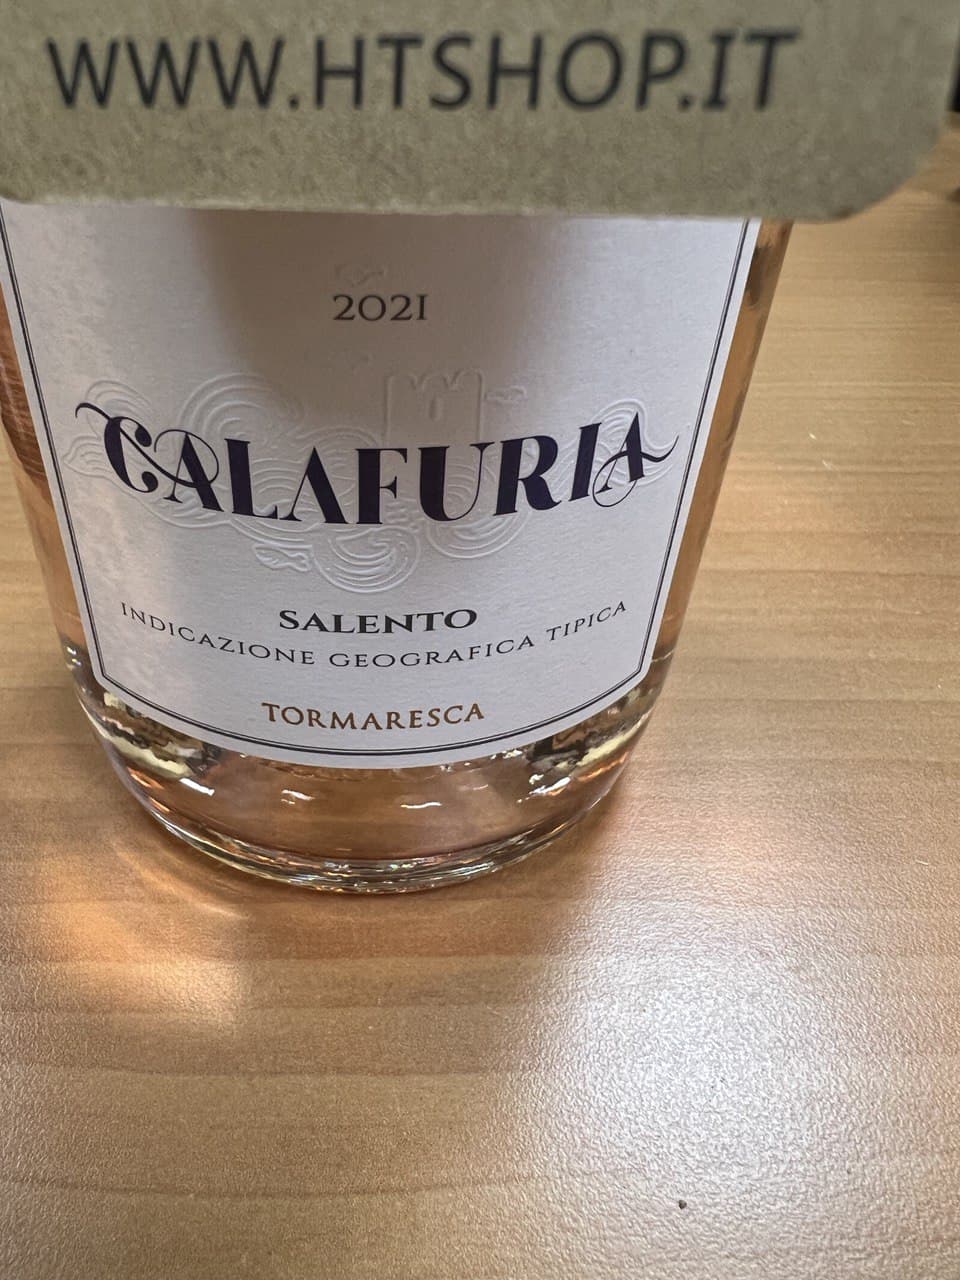 WWW.HTSHOP.IT
2021
CALAFURIA
SALENTO
INDICAZIONE GEOGRAFICA TIPICA
TORMARESCA